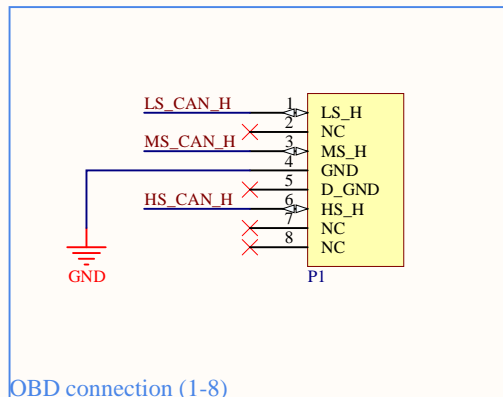 LS_CAN_H 1 LS_H
2 NC
MS_CAN_H 3 MS_H
4 GND
5 D_GND
HS_CAN_H 6 HS_H
7 NC
8 NC
GND
P1
OBD connection (1-8)